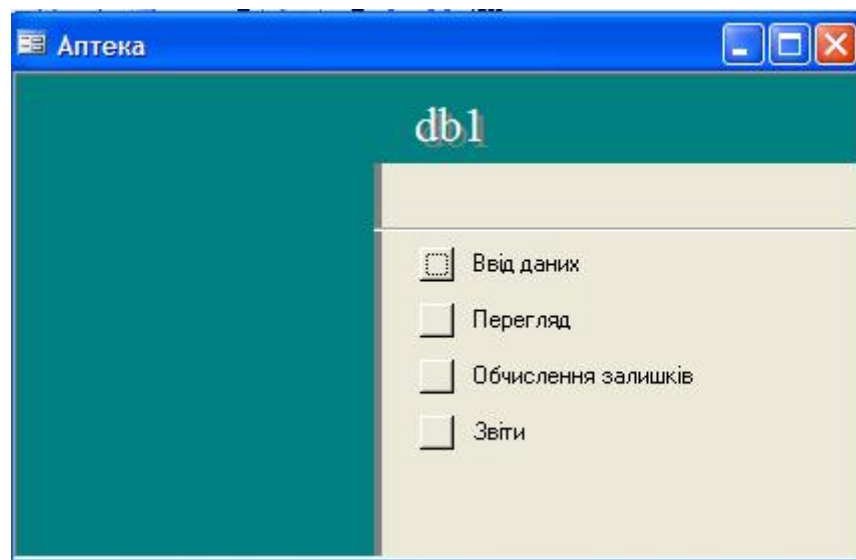 Аптека
db1
Ввід даних
Перегляд
Обчислення залишків
Звіти